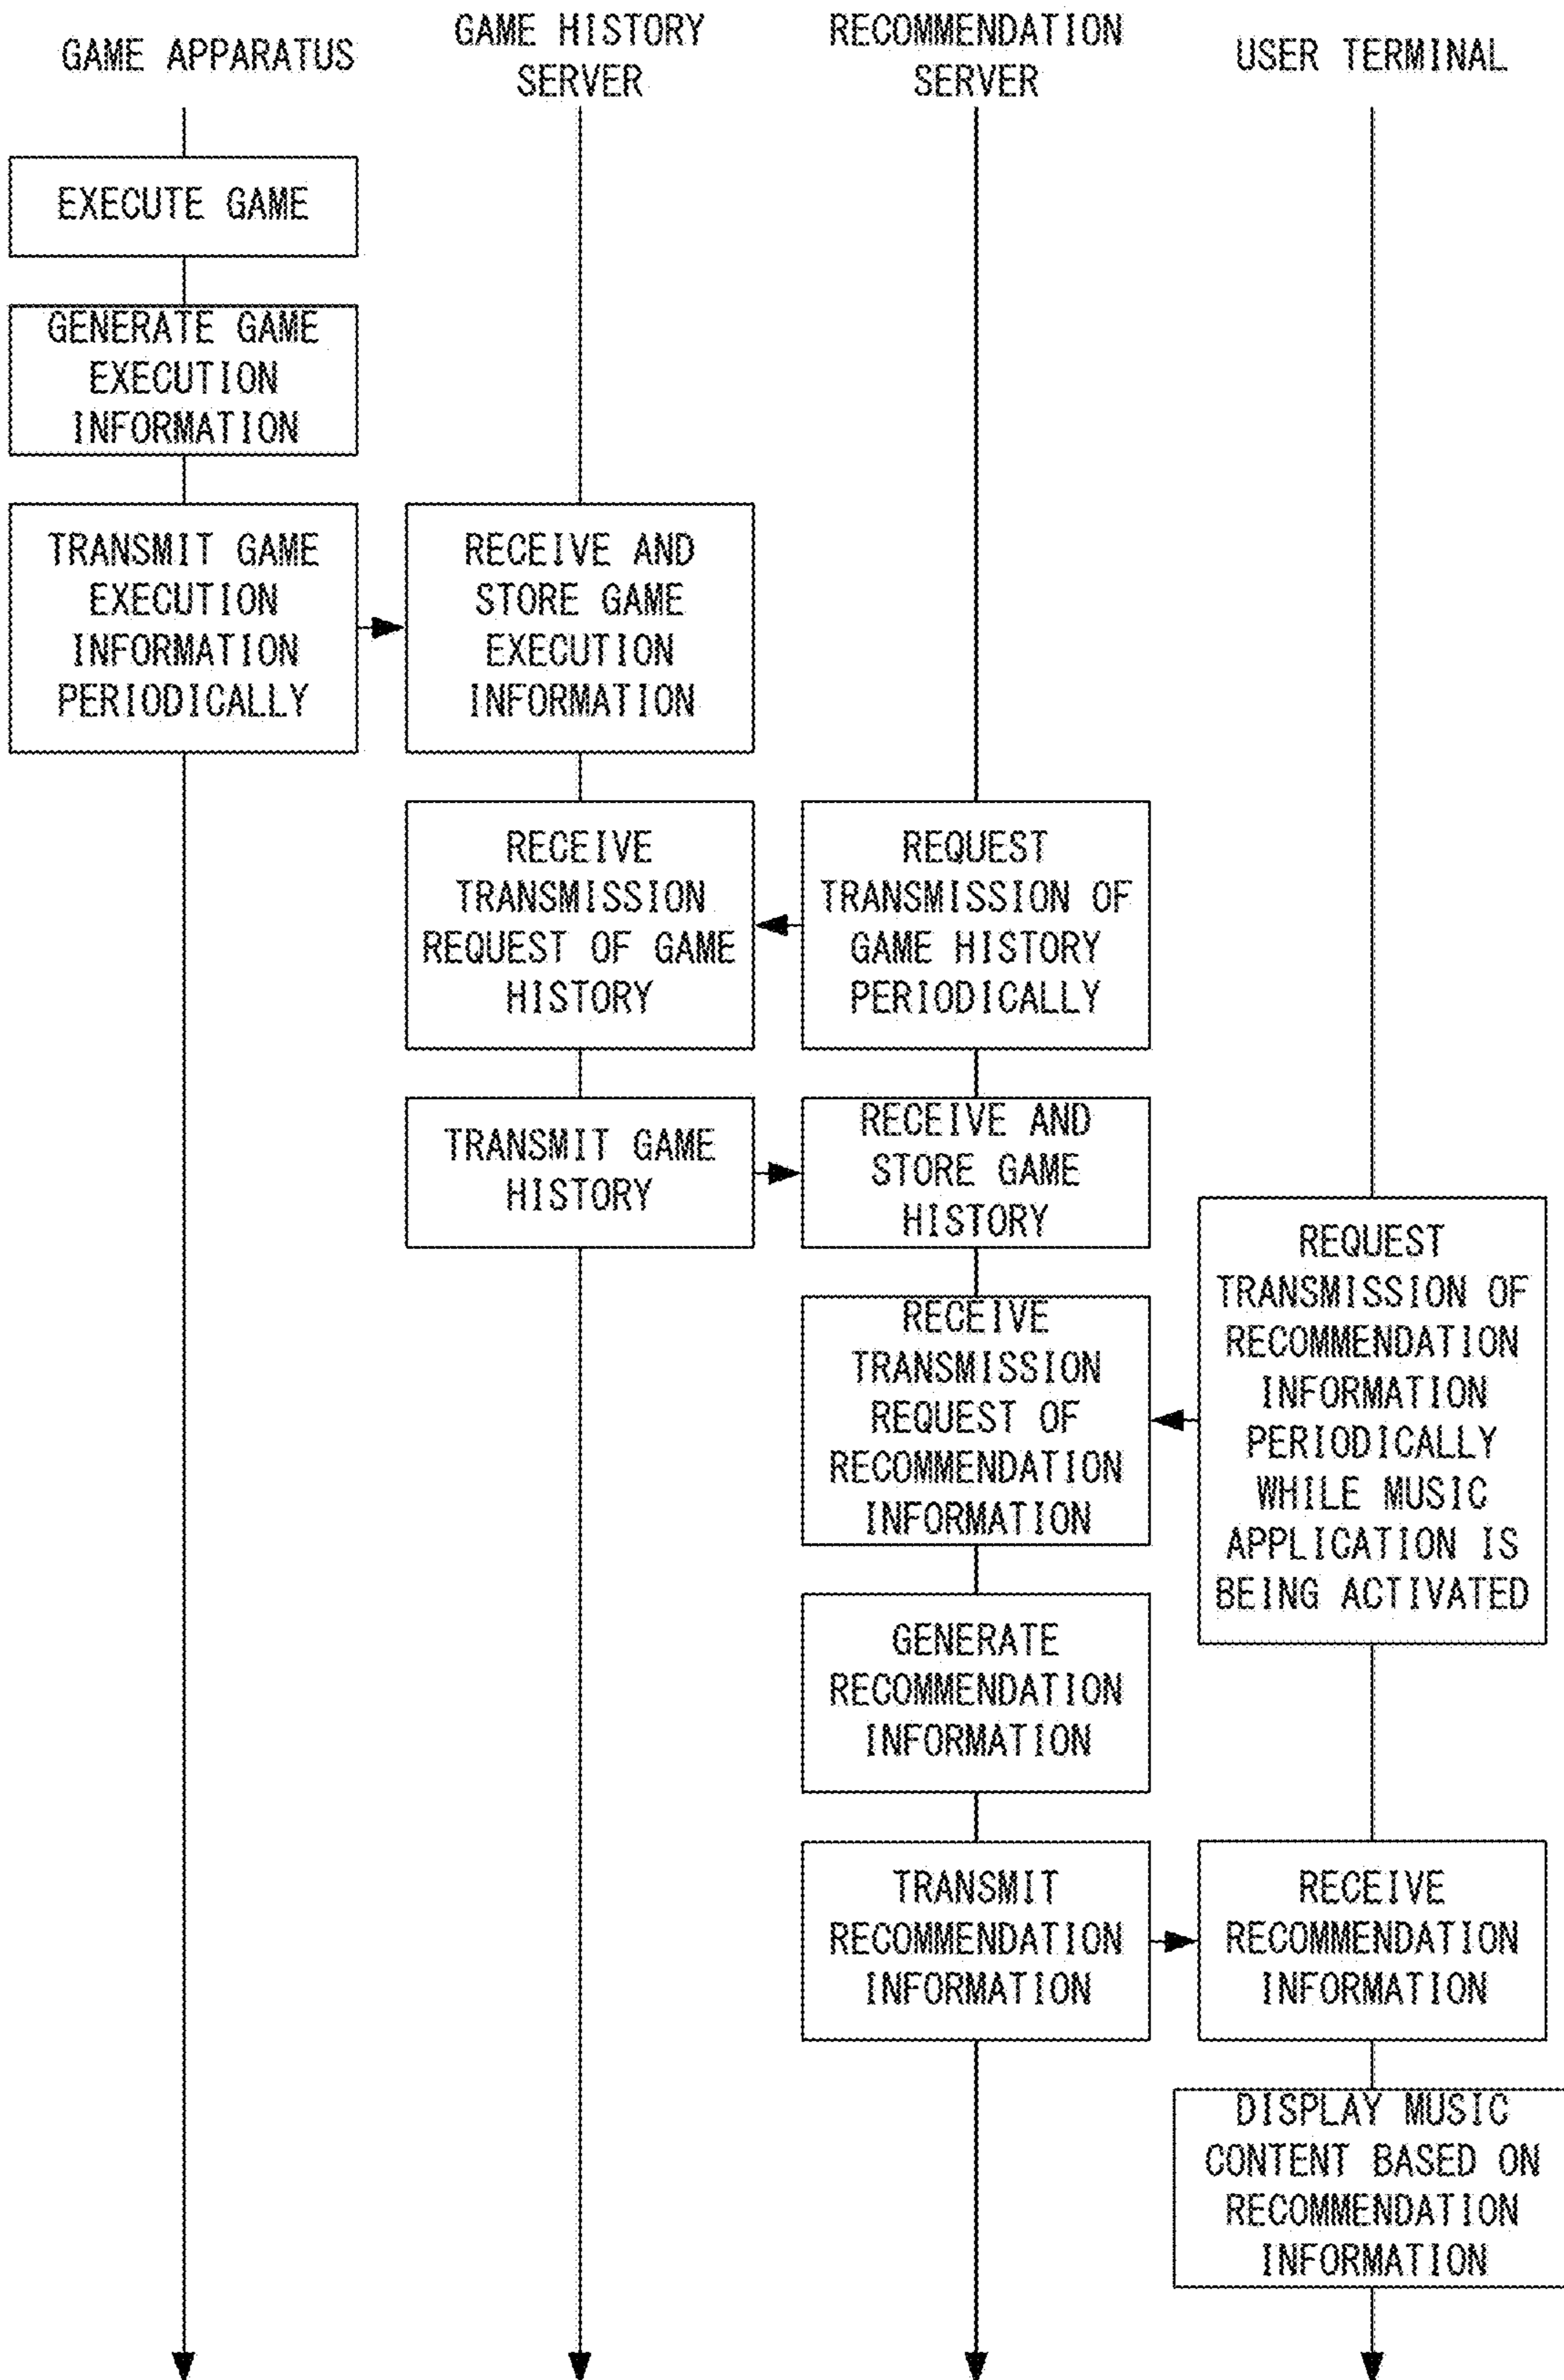 GAME APPARATUS
GAME HISTORY
SERVER
RECOMMENDATION
SERVER
USER TERMINAL
EXECUTE GAME
GENERATE GAME
EXECUTION
INFORMATION
TRANSMIT GAME
EXECUTION
INFORMATION
PERIODICALLY
RECEIVE AND
STORE GAME
EXECUTION
INFORMATION
RECEIVE
TRANSMISSION
REQUEST OF GAME
HISTORY
REQUEST
TRANSMISSION OF
GAME HISTORY
PERIODICALLY
TRANSMIT GAME
HISTORY
RECEIVE AND
STORE GAME
HISTORY
REQUEST
TRANSMISSION OF
RECOMMENDATION
INFORMATION
PERIODICALLY
WHILE MUSIC
APPLICATION IS
BEING ACTIVATED
RECEIVE
TRANSMISSION
REQUEST OF
RECOMMENDATION
INFORMATION
GENERATE
RECOMMENDATION
INFORMATION
TRANSMIT
RECOMMENDATION
INFORMATION
RECEIVE
RECOMMENDATION
INFORMATION
DISPLAY MUSIC
CONTENT BASED ON
RECOMMENDATION
INFORMATION